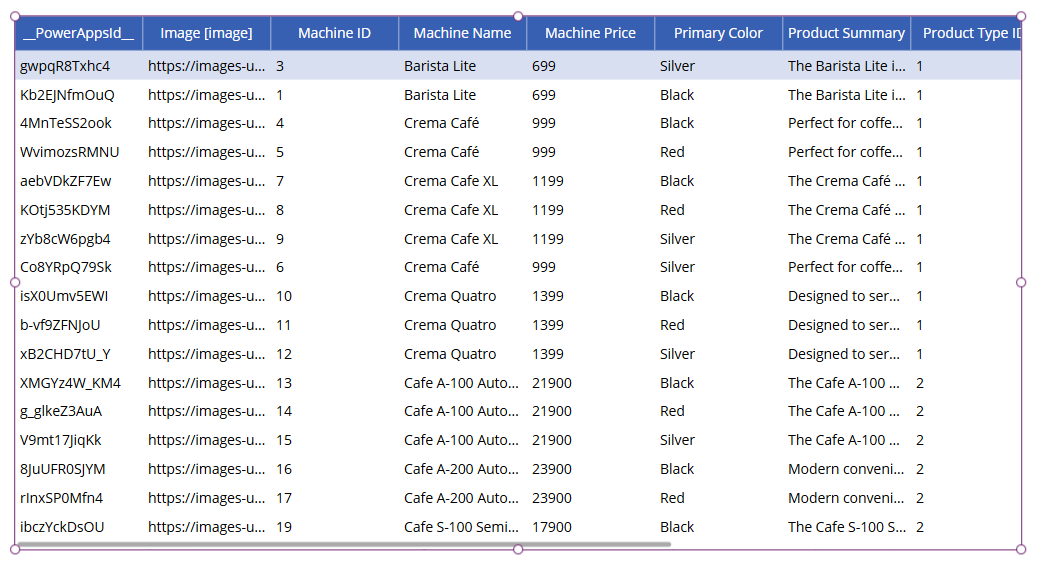 __PowerAppsId__ Image [image] Machine ID Machine Name Machine Price Primary Color Product Summary Product Type ID
gwpqR8Txhc4 https://images-u... 3 Barista Lite 699 Silver The Barista Lite i... 1
Kb2EJNfmOuQ https://images-u... 1 Barista Lite 699 Black The Barista Lite i... 1
4MnTeSS2ook https://images-u... 4 Crema Café 999 Black Perfect for coffe... 1
WvimozsRMNU https://images-u... 5 Crema Café 999 Red Perfect for coffe... 1
aebVDkZF7Ew https://images-u... 7 Crema Cafe XL 1199 Black The Crema Café ... 1
KOtj535KDYM https://images-u... 8 Crema Cafe XL 1199 Red The Crema Café ... 1
zYb8cW6pgb4 https://images-u... 9 Crema Cafe XL 1199 Silver The Crema Café ... 1
Co8YRpQ79Sk https://images-u... 6 Crema Café 999 Silver Perfect for coffe... 1
isX0Umv5EWI https://images-u... 10 Crema Quatro 1399 Black Designed to ser... 1
b-vf9ZFNJoU https://images-u... 11 Crema Quatro 1399 Red Designed to ser... 1
xB2CHD7tU_Y https://images-u... 12 Crema Quatro 1399 Silver Designed to ser... 1
XMGYz4W_KM4 https://images-u... 13 Cafe A-100 Auto... 21900 Black The Cafe A-100 ... 2
g_glkeZ3AuA https://images-u... 14 Cafe A-100 Auto... 21900 Red The Cafe A-100 ... 2
V9mt17JiqKk https://images-u... 15 Cafe A-100 Auto... 21900 Silver The Cafe A-100 ... 2
8JuUFR0SJYM https://images-u... 16 Cafe A-200 Auto... 23900 Black Modern conveni... 2
rInxSP0Mfn4 https://images-u... 17 Cafe A-200 Auto... 23900 Red Modern conveni... 2
ibczYckDsOU https://images-u... 19 Cafe S-100 Semi... 17900 Black The Cafe S-100 S... 2